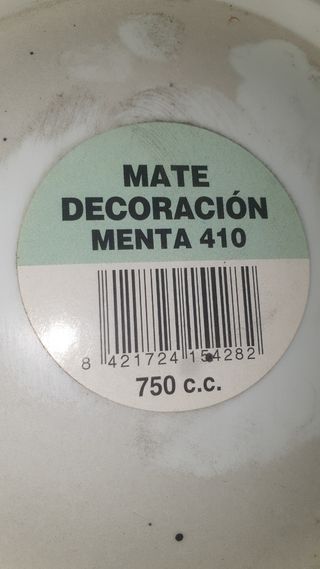 MATE
DECORACIÓN
MENTA 410
8 421724 154282
750 c.c.